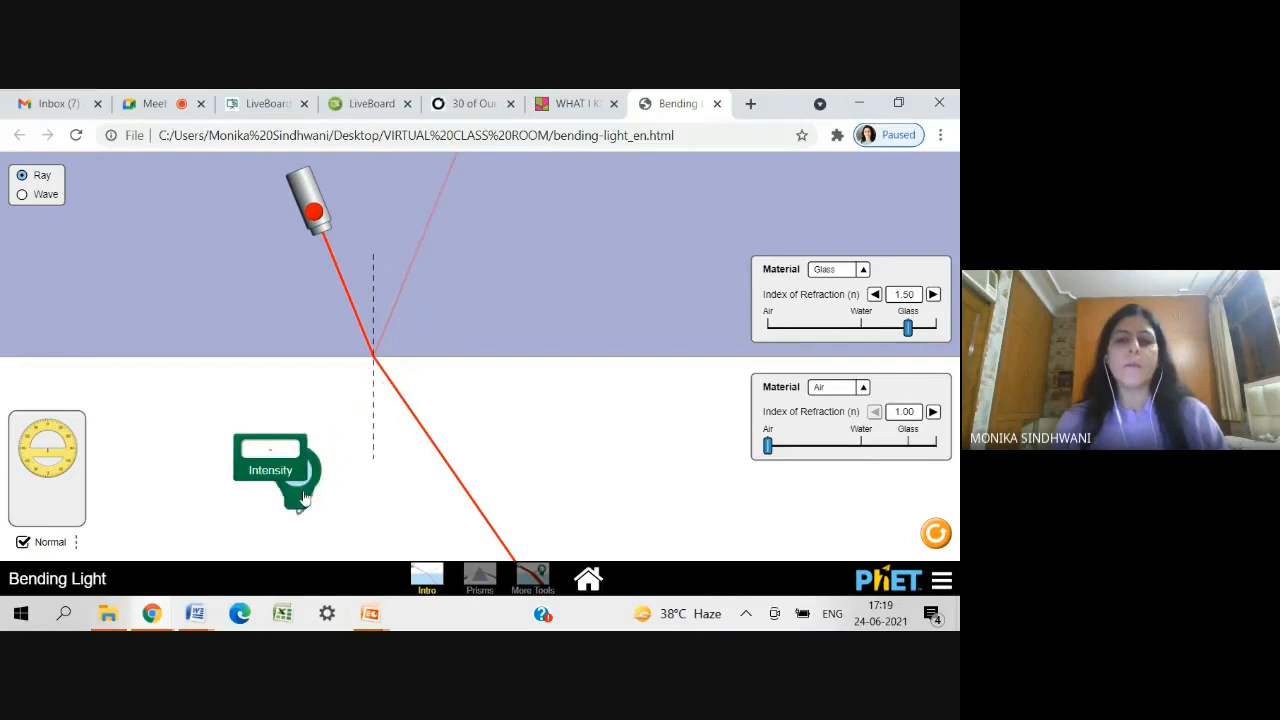 Inbox (7)
Meet
LiveBoard
LiveBoard
30 of Our
WHAT I K
Bending L
File
C:/Users/Monika%20Sindhwani/Desktop/VIRTUAL%20CLASS%20ROOM/bending-light_en.html
Paused
Ray
Wave
Material Glass
Index of Refraction (n) 1.50
Air Water Glass
Material Air
Index of Refraction (n) 1.00
Air Water Glass
-
Intensity
Normal
MONIKA SINDHWANI
Bending Light
Intro
Prisms
More Tools
PhET
38°C Haze
ENG
17:19
24-06-2021
4